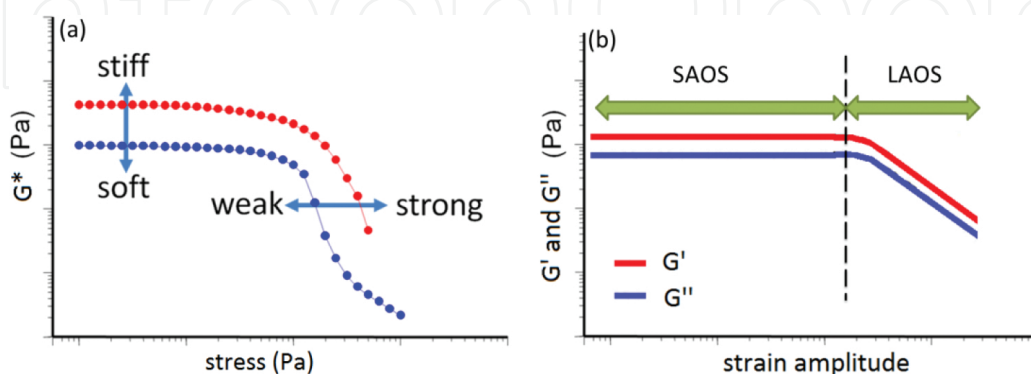 (a)
stiff
soft
weak
strong
G* (Pa)
stress (Pa)
(b)
SAOS
LAOS
G' and G'' (Pa)
G'
G''
strain amplitude